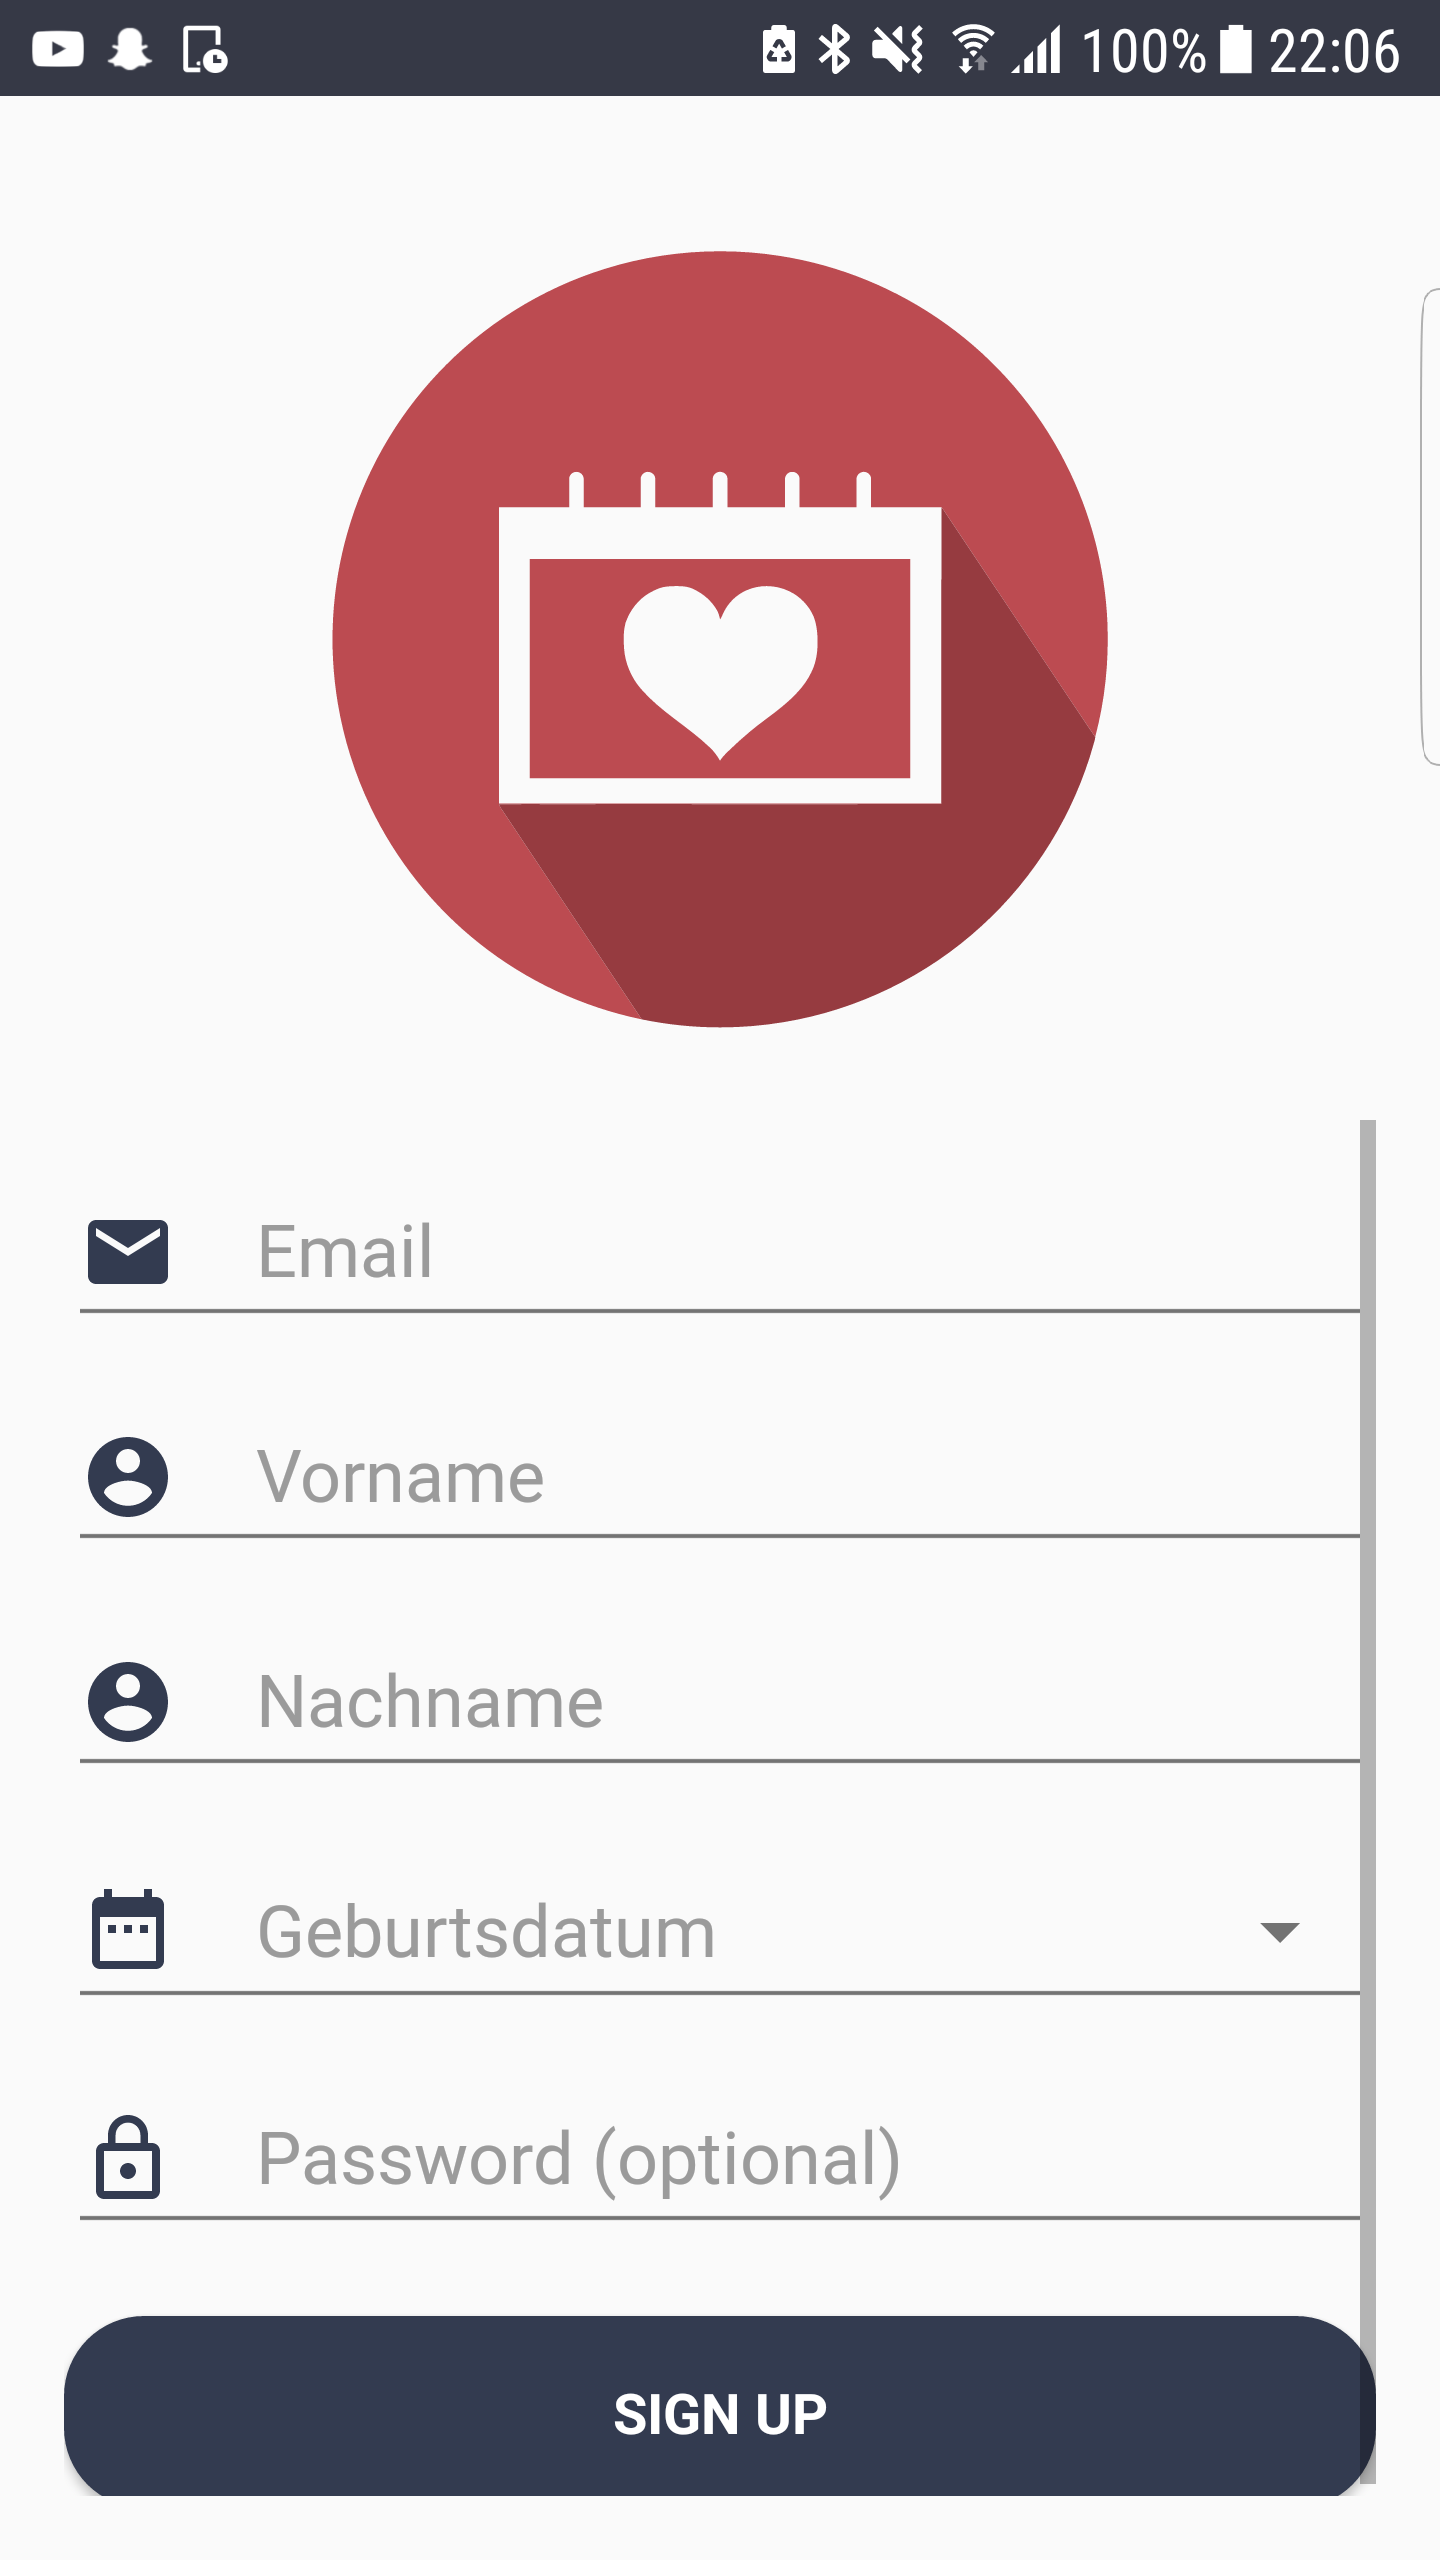 100% 22:06
Email
Vorname
Nachname
Geburtsdatum
Password (optional)
SIGN UP